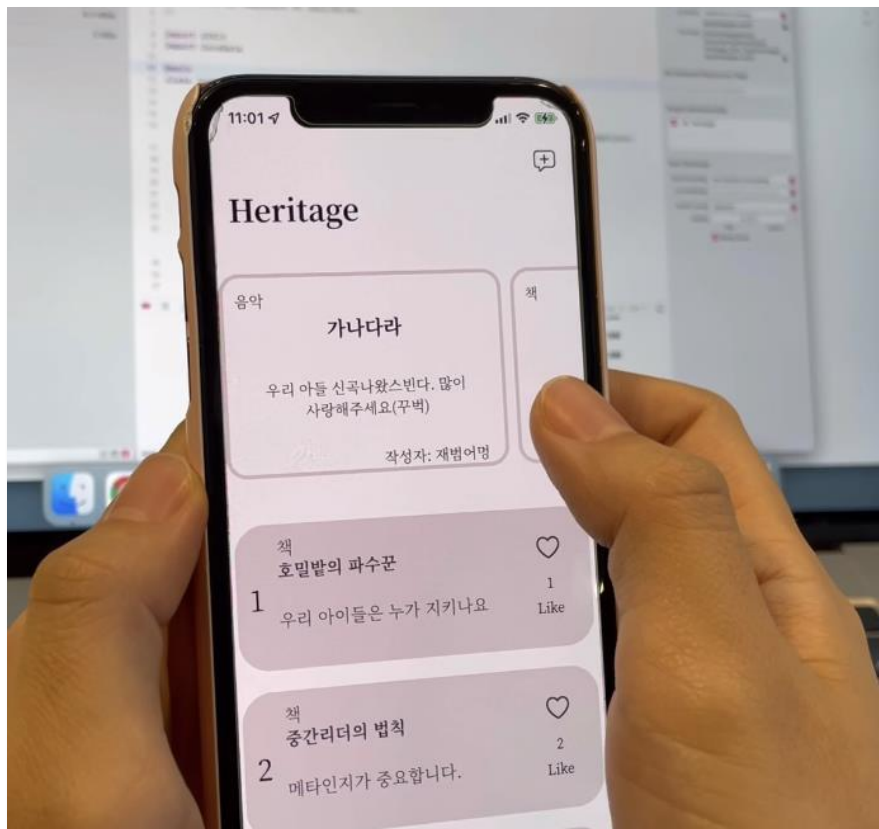 11:01
Heritage
음악
가나다라
우리 아들 신곡나왔스빈다. 많이
사랑해주세요(꾸벅)
작성자: 재범어멍
책
책
호밀밭의 파수꾼
1
우리 아이들은 누가 지키나요
1
Like
책
중간리더의 법칙
2
메타인지가 중요합니다.
2
Like